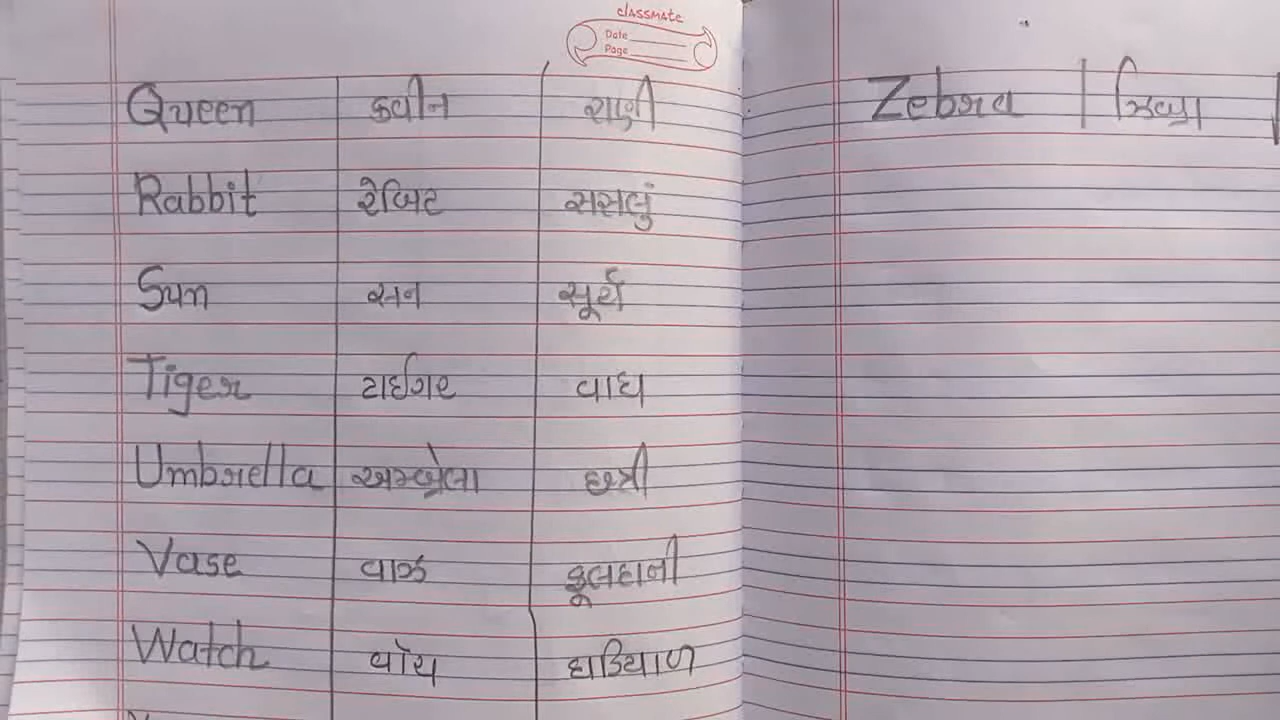 classmate
Date
Page
Queen ક્વીન રાણી
Rabbit રેબિટ સસલું
Sun સન સૂર્ય
Tiger ટાઈગર વાઘ
Umbrella અમ્બ્રેલા છત્રી
Vase વાઝ ફૂલદાની
Watch વૉચ ઘડિયાળ
Zebra ઝિબ્રા